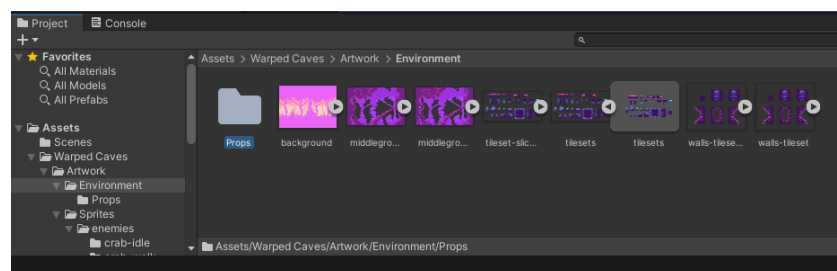 Project
Console
Favorites
All Materials
All Models
All Prefabs
Assets
Scenes
Warped Caves
Artwork
Environment
Props
Sprites
enemies
crab-idle
Assets > Warped Caves > Artwork > Environment
Props
background
middlegro...
middlegro...
tileset-slic...
tilesets
tilesets
walls-tilese...
walls-tileset
Assets/Warped Caves/Artwork/Environment/Props